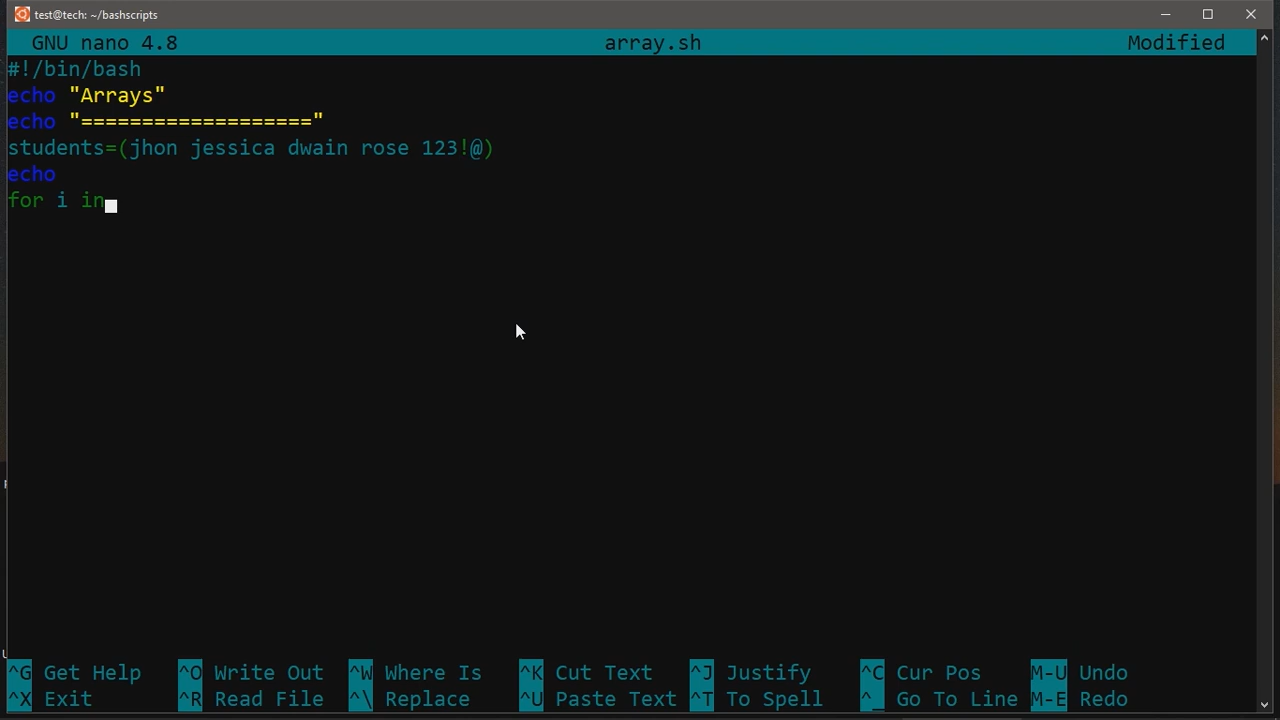 test@tech: ~/bashscripts
GNU nano 4.8 array.sh Modified
#!/bin/bash
echo "Arrays"
echo "==================="
students=(jhon jessica dwain rose 123!@)
echo
for i in
^G Get Help ^O Write Out ^W Where Is ^K Cut Text ^J Justify ^C Cur Pos M-U Undo
^X Exit ^R Read File ^\ Replace ^U Paste Text ^T To Spell ^_ Go To Line M-E Redo